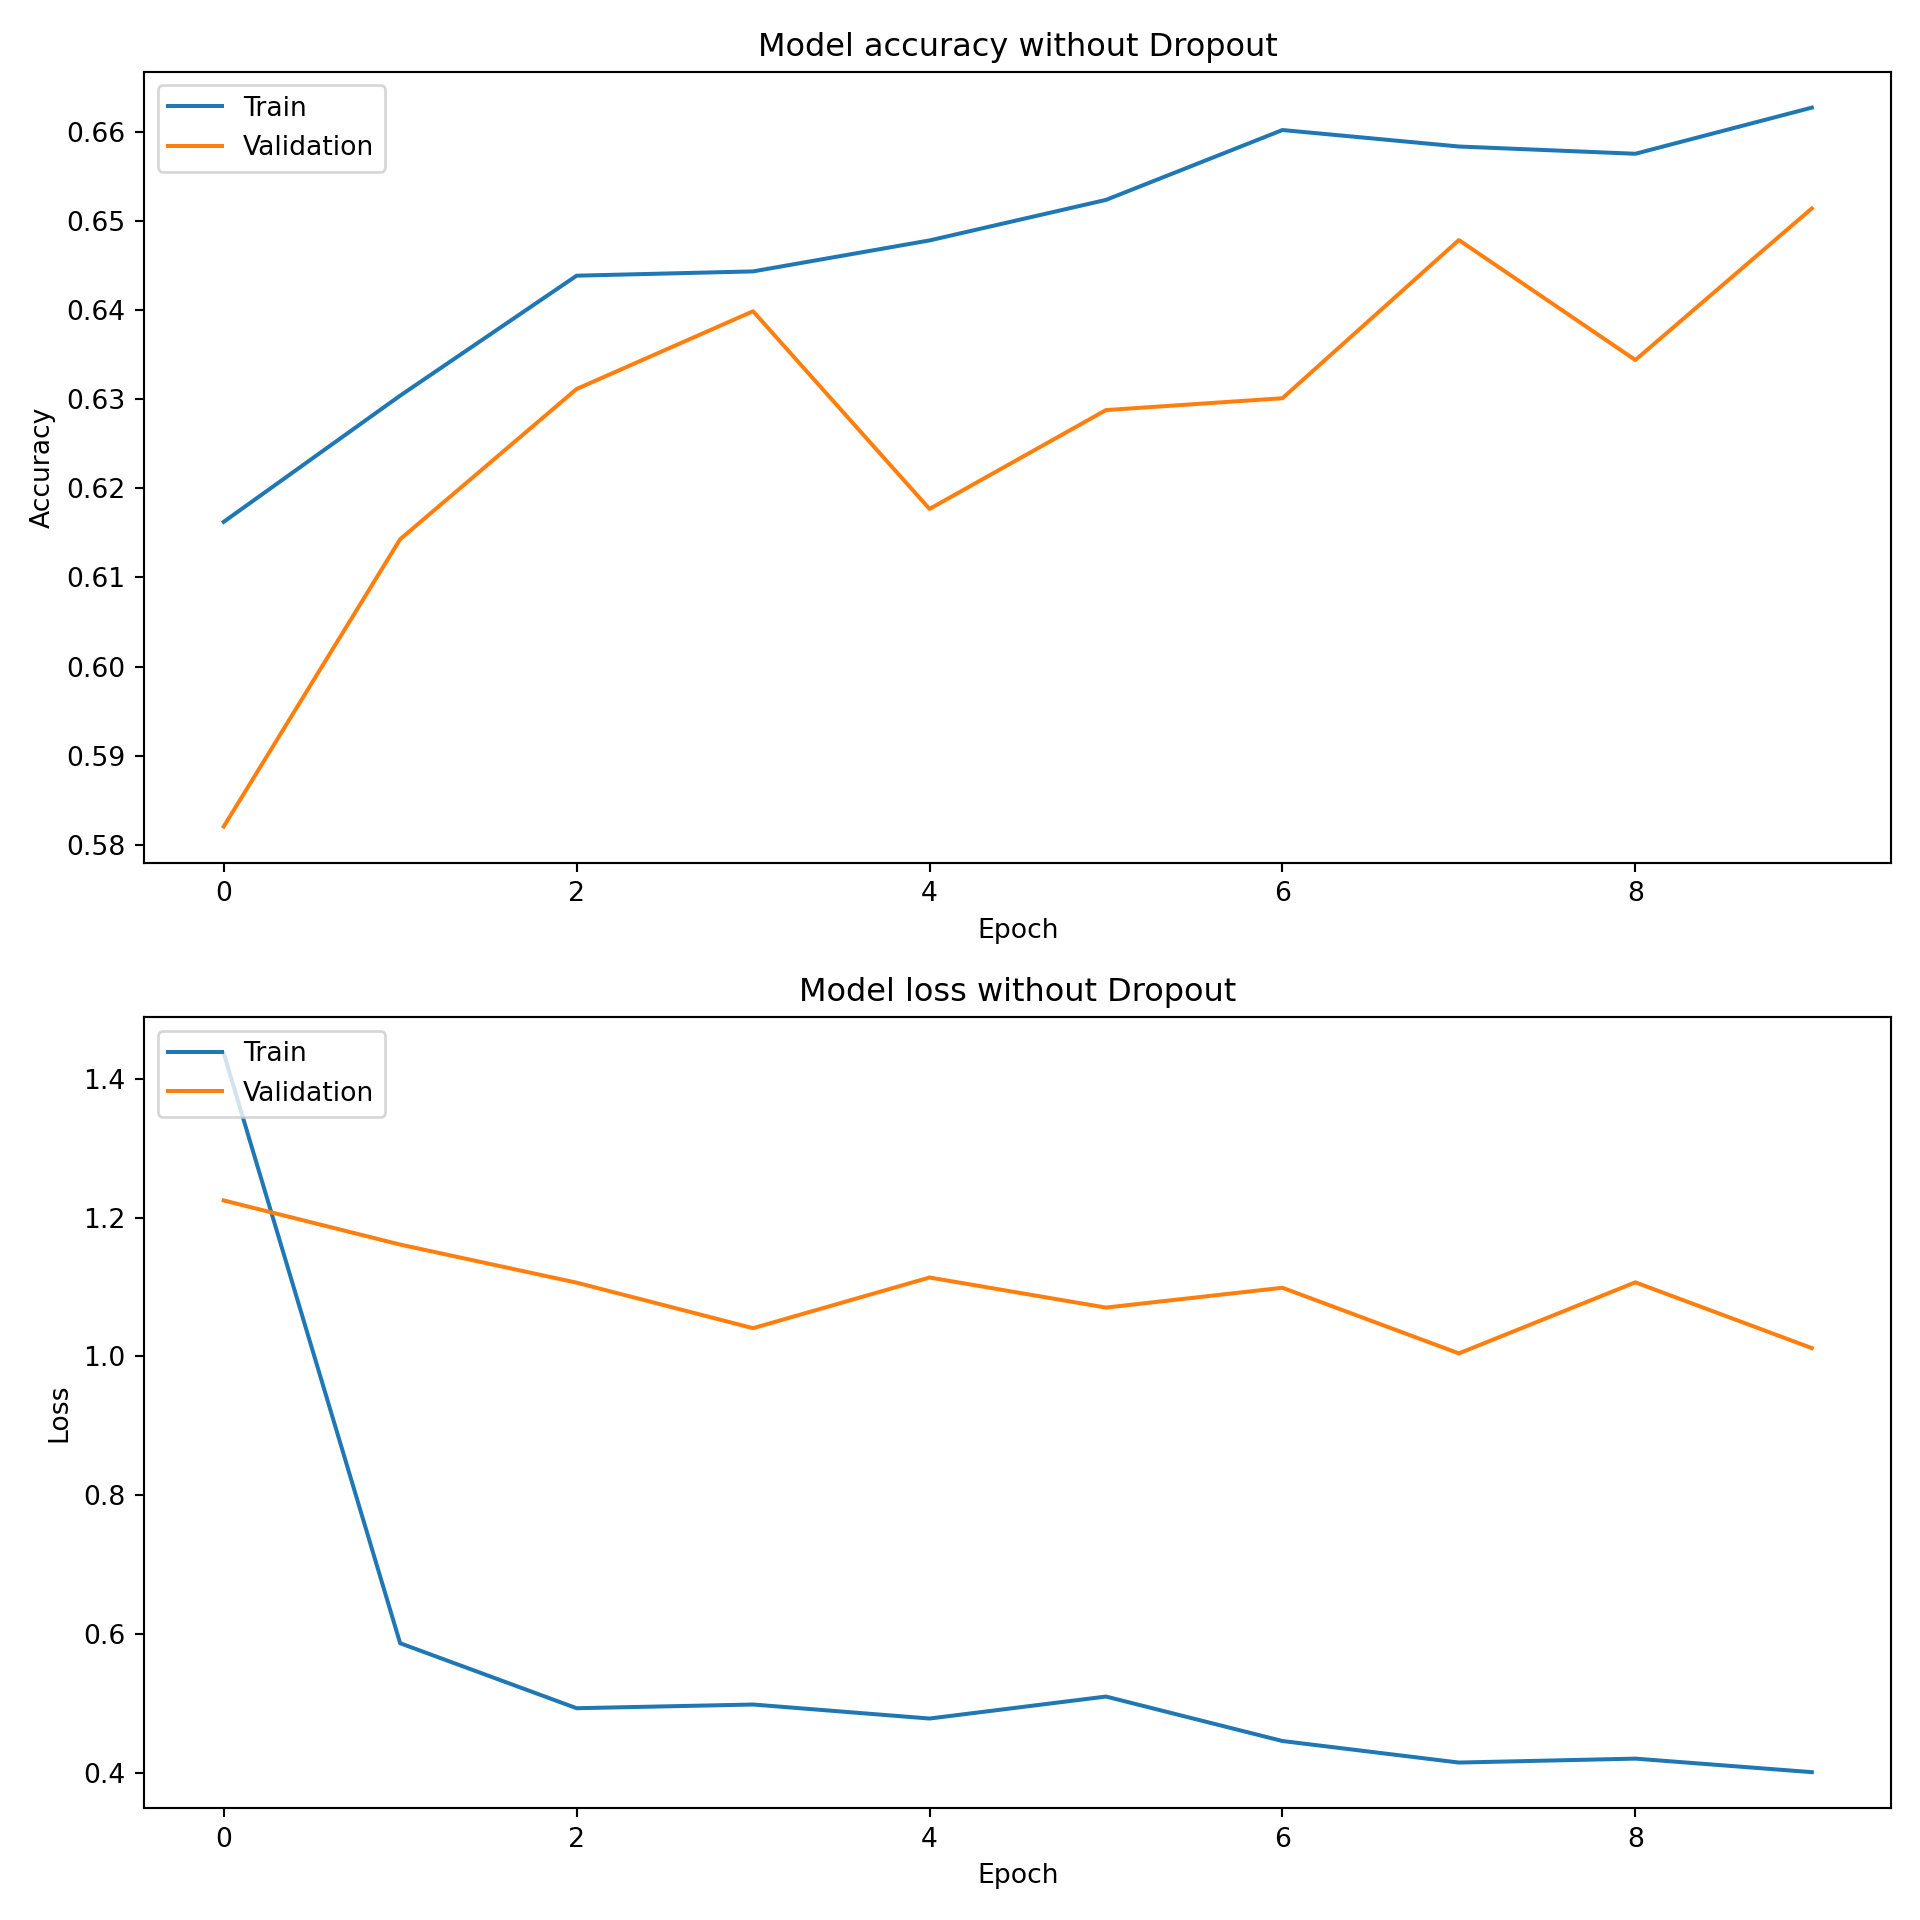 Model accuracy without Dropout
Train
Validation
0.66
0.65
0.64
0.63
0.62
0.61
0.60
0.59
0.58
Accuracy
0 2 4 6 8
Epoch
Model loss without Dropout
Train
Validation
1.4
1.2
1.0
0.8
0.6
0.4
Loss
0 2 4 6 8
Epoch